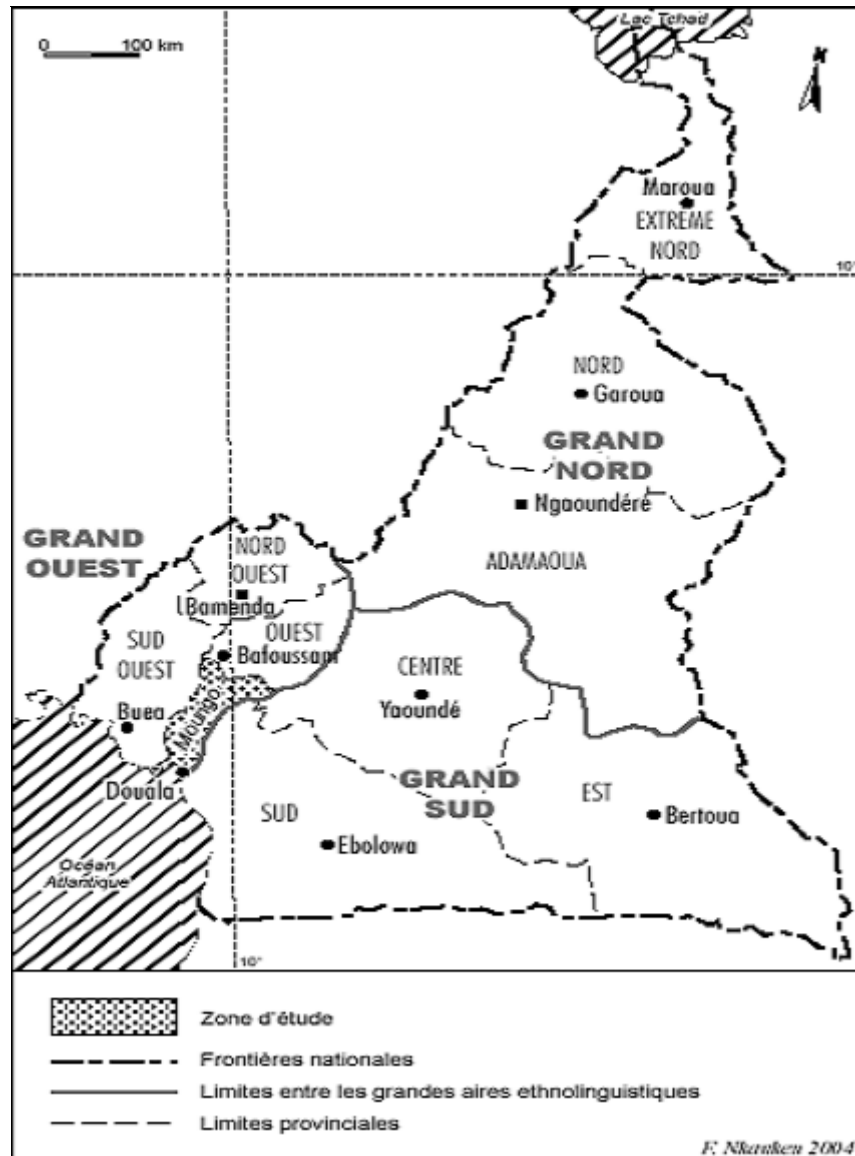 Lac Tchad
0 100 km
N
Maroua
EXTREME
NORD
10°
NORD
Garoua
GRAND
NORD
Ngaoundéré
GRAND
OUEST
NORD
OUEST
ADAMAOUA
Bamenda
OUEST
SUD
OUEST
Bafoussam
CENTRE
Yaoundé
Buea
Moungo
Douala
GRAND
SUD
SUD
EST
Bertoua
Ebolowa
Océan
Atlantique
10°
Zone d'étude
Frontières nationales
Limites entre les grandes aires ethnolinguistiques
Limites provinciales
F. Nkanken 2004